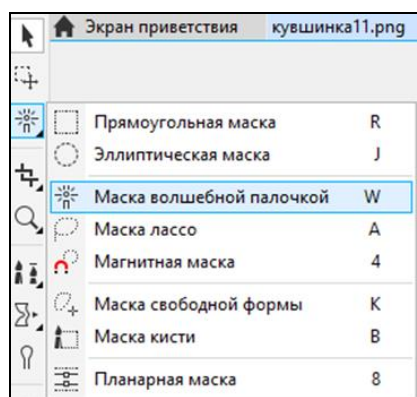 Экран приветствия кувшинка11.png
Прямоугольная маска R
Эллиптическая маска J
Маска волшебной палочкой W
Маска лассо A
Магнитная маска 4
Маска свободной формы K
Маска кисти B
Планарная маска 8